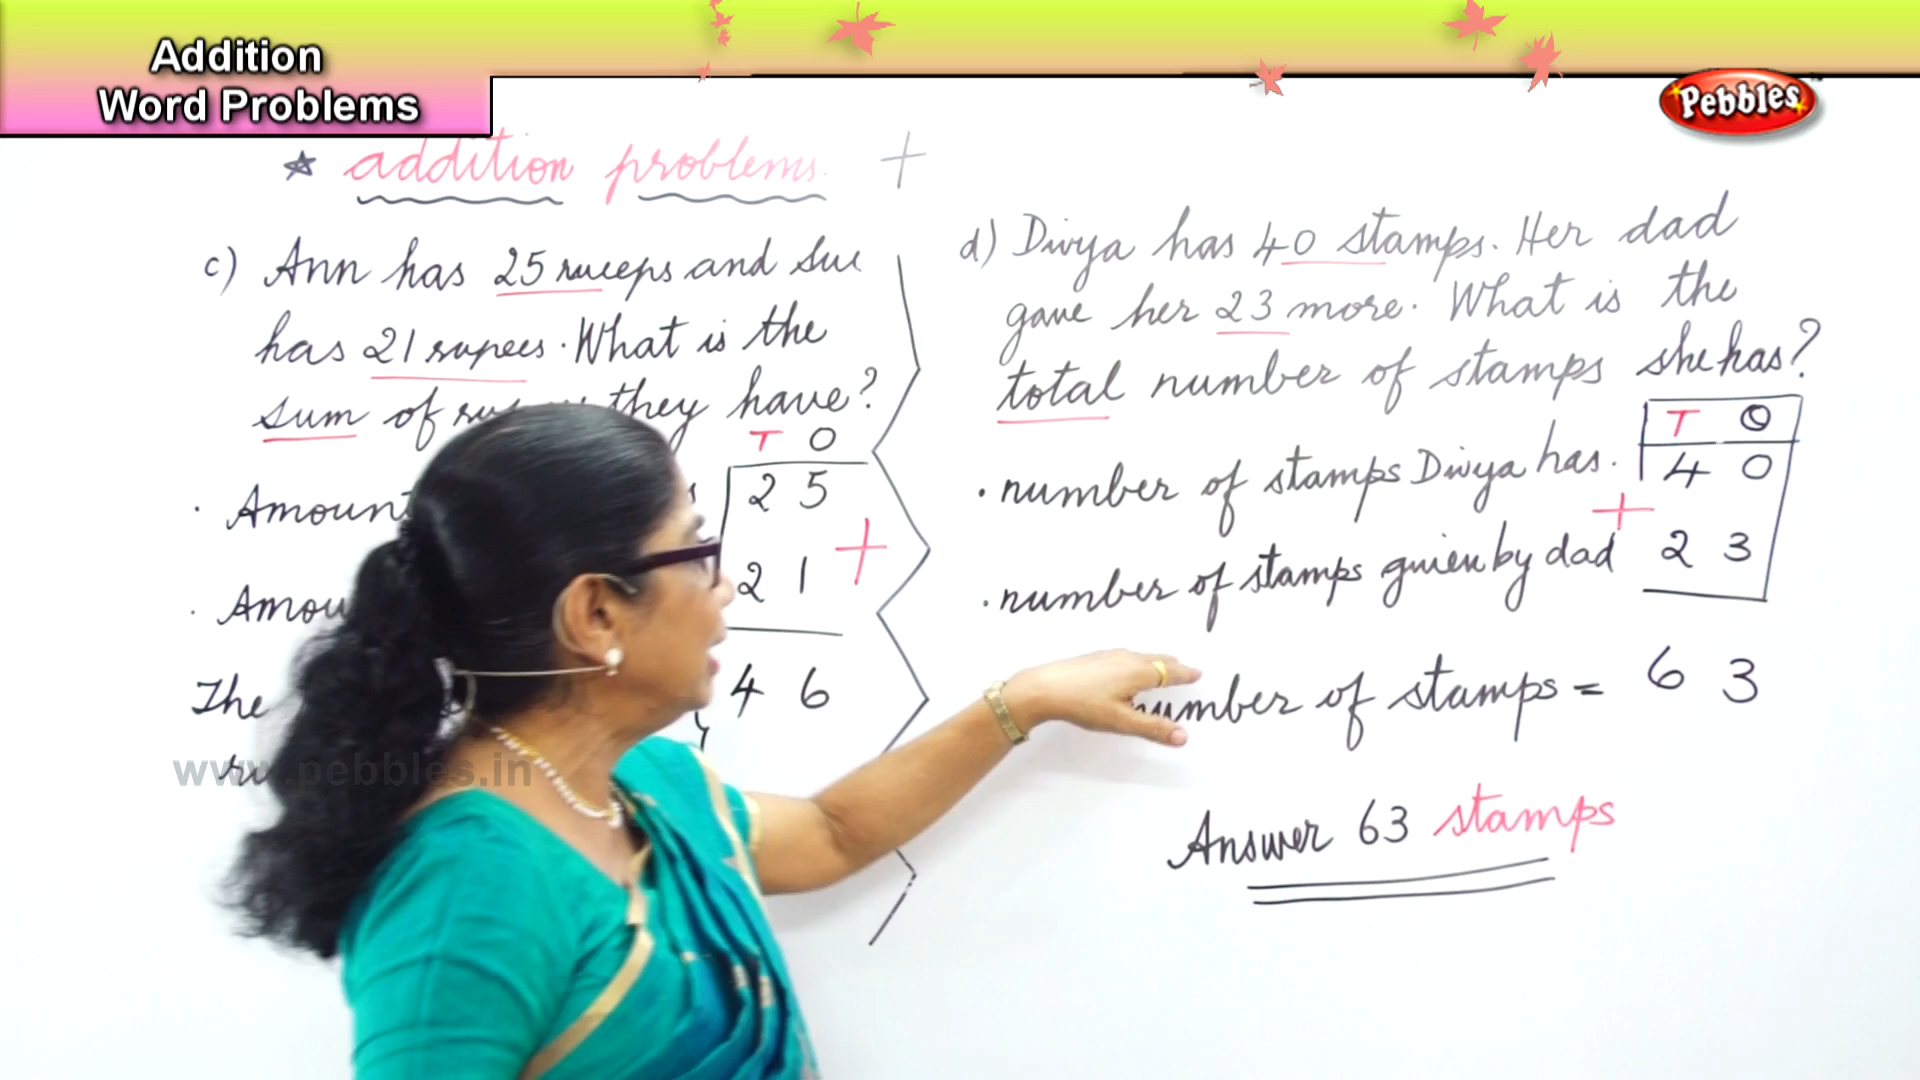 Addition
Word Problems
Pebbles
addition problems. +
c) Ann has 25 ruceps and Sue
has 21 rupees. What is the
sum of they have?
T O
2 5
+
2 1
4 6
Amount
The
d) Divya has 40 stamps. Her dad
gave her 23 more. What is the
total number of stamps she has?
T O
· number of stamps Divya has. 4 0
+
· number of stamps given by dad 2 3
number of stamps = 6 3
Answer 63 stamps
www.pebbles.in